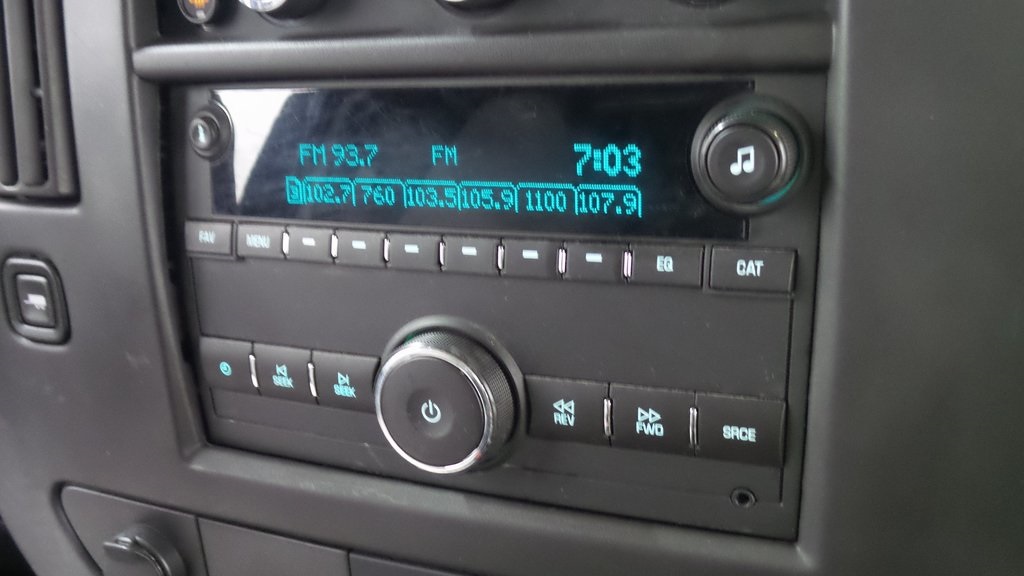 FM 93.7 FM 7:03
102.7 760 103.5 105.9 1100 107.9
FAV MENU EQ CAT
SEEK SEEK REV FWD SRCE